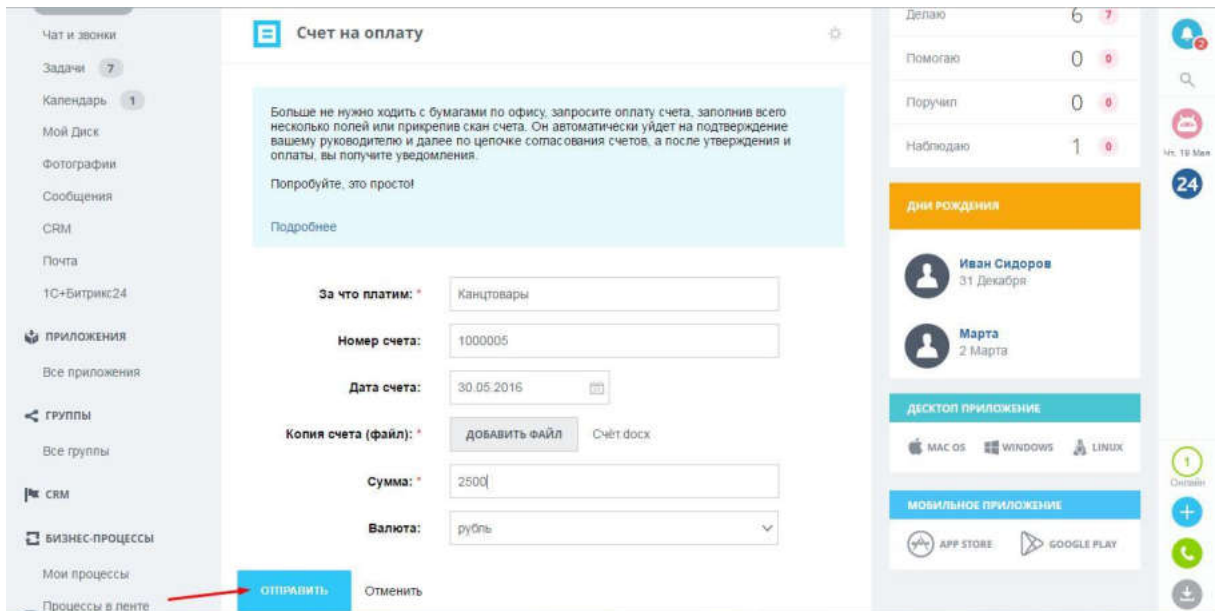 Чат и звонки
Задачи 7
Календарь 1
Мой Диск
Фотографии
Сообщения
CRM
Почта
1С+Битрикс24
ПРИЛОЖЕНИЯ
Все приложения
ГРУППЫ
Все группы
CRM
БИЗНЕС-ПРОЦЕССЫ
Мои процессы
Процессы в ленте
Счет на оплату
Больше не нужно ходить с бумагами по офису, запросите оплату счета, заполнив всего
несколько полей или прикрепив скан счета. Он автоматически уйдет на подтверждение
вашему руководителю и далее по цепочке согласования счетов, а после утверждения и
оплаты, вы получите уведомления.
Попробуйте, это просто!
Подробнее
За что платим: * Канцтовары
Номер счета: 1000005
Дата счета: 30.05.2016
Копия счета (файл): * ДОБАВИТЬ ФАЙЛ Счёт.docx
Сумма: * 2500
Валюта: рубль
ОТПРАВИТЬ Отменить
Делаю 6 7
Помогаю 0 0
Поручил 0 0
Наблюдаю 1 0
ДНИ РОЖДЕНИЯ
Иван Сидоров
31 Декабря
Марта
2 Марта
ДЕСКТОП ПРИЛОЖЕНИЕ
MAC OS WINDOWS LINUX
МОБИЛЬНОЕ ПРИЛОЖЕНИЕ
APP STORE GOOGLE PLAY
2
Чт, 19 Мая
24
1
Онлайн